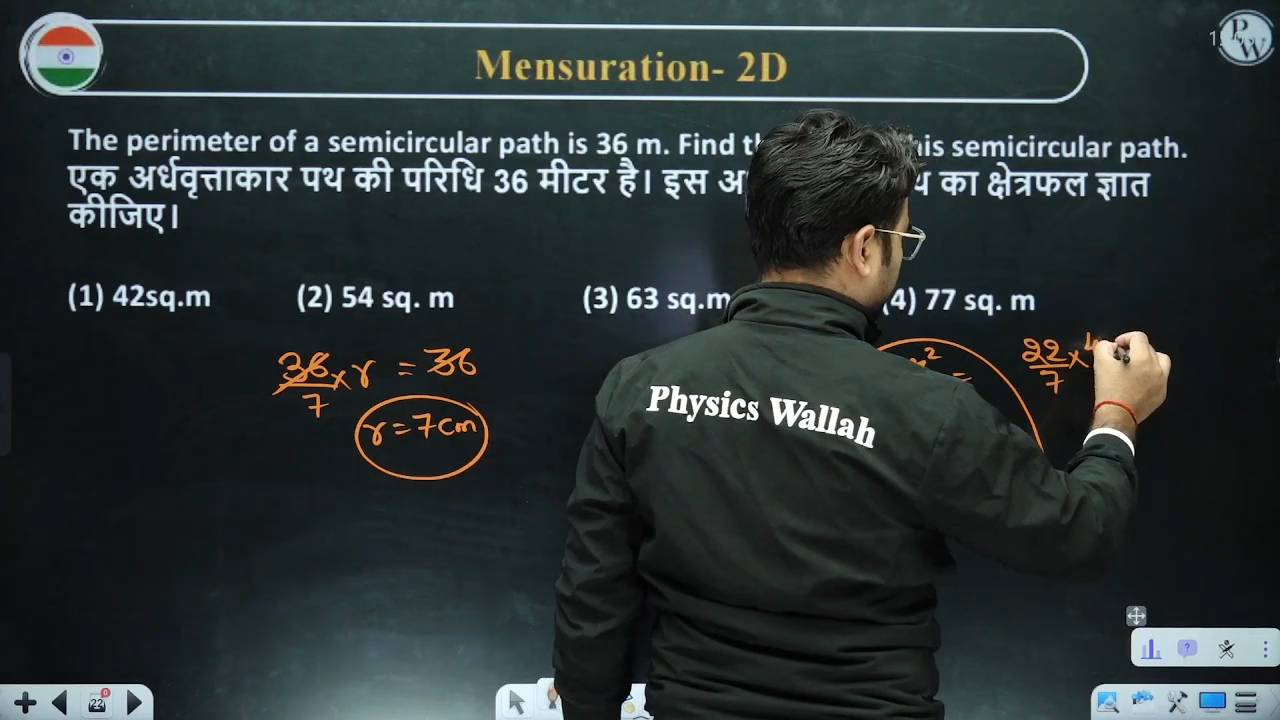 Mensuration- 2D
PW
The perimeter of a semicircular path is 36 m. Find his semicircular path.
एक अर्धवृत्ताकार पथ की परिधि 36 मीटर है। इस का क्षेत्रफल ज्ञात
कीजिए।
(1) 42sq.m (2) 54 sq. m (3) 63 sq.m (4) 77 sq. m
36/7 × r = 36
r = 7cm
22/7 ×
Physics Wallah
22